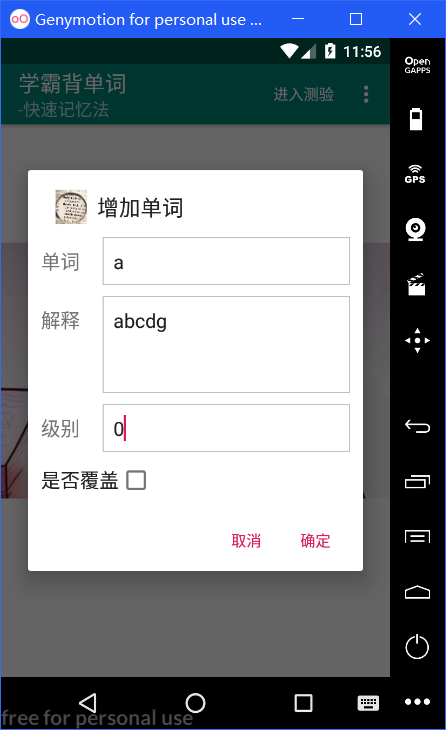 Genymotion for personal use ...
11:56
Open
GAPPS
学霸背单词
-快速记忆法
进入测验
GPS
增加单词
单词
a
解释
abcdg
级别
0
是否覆盖
取消
确定
free for personal use